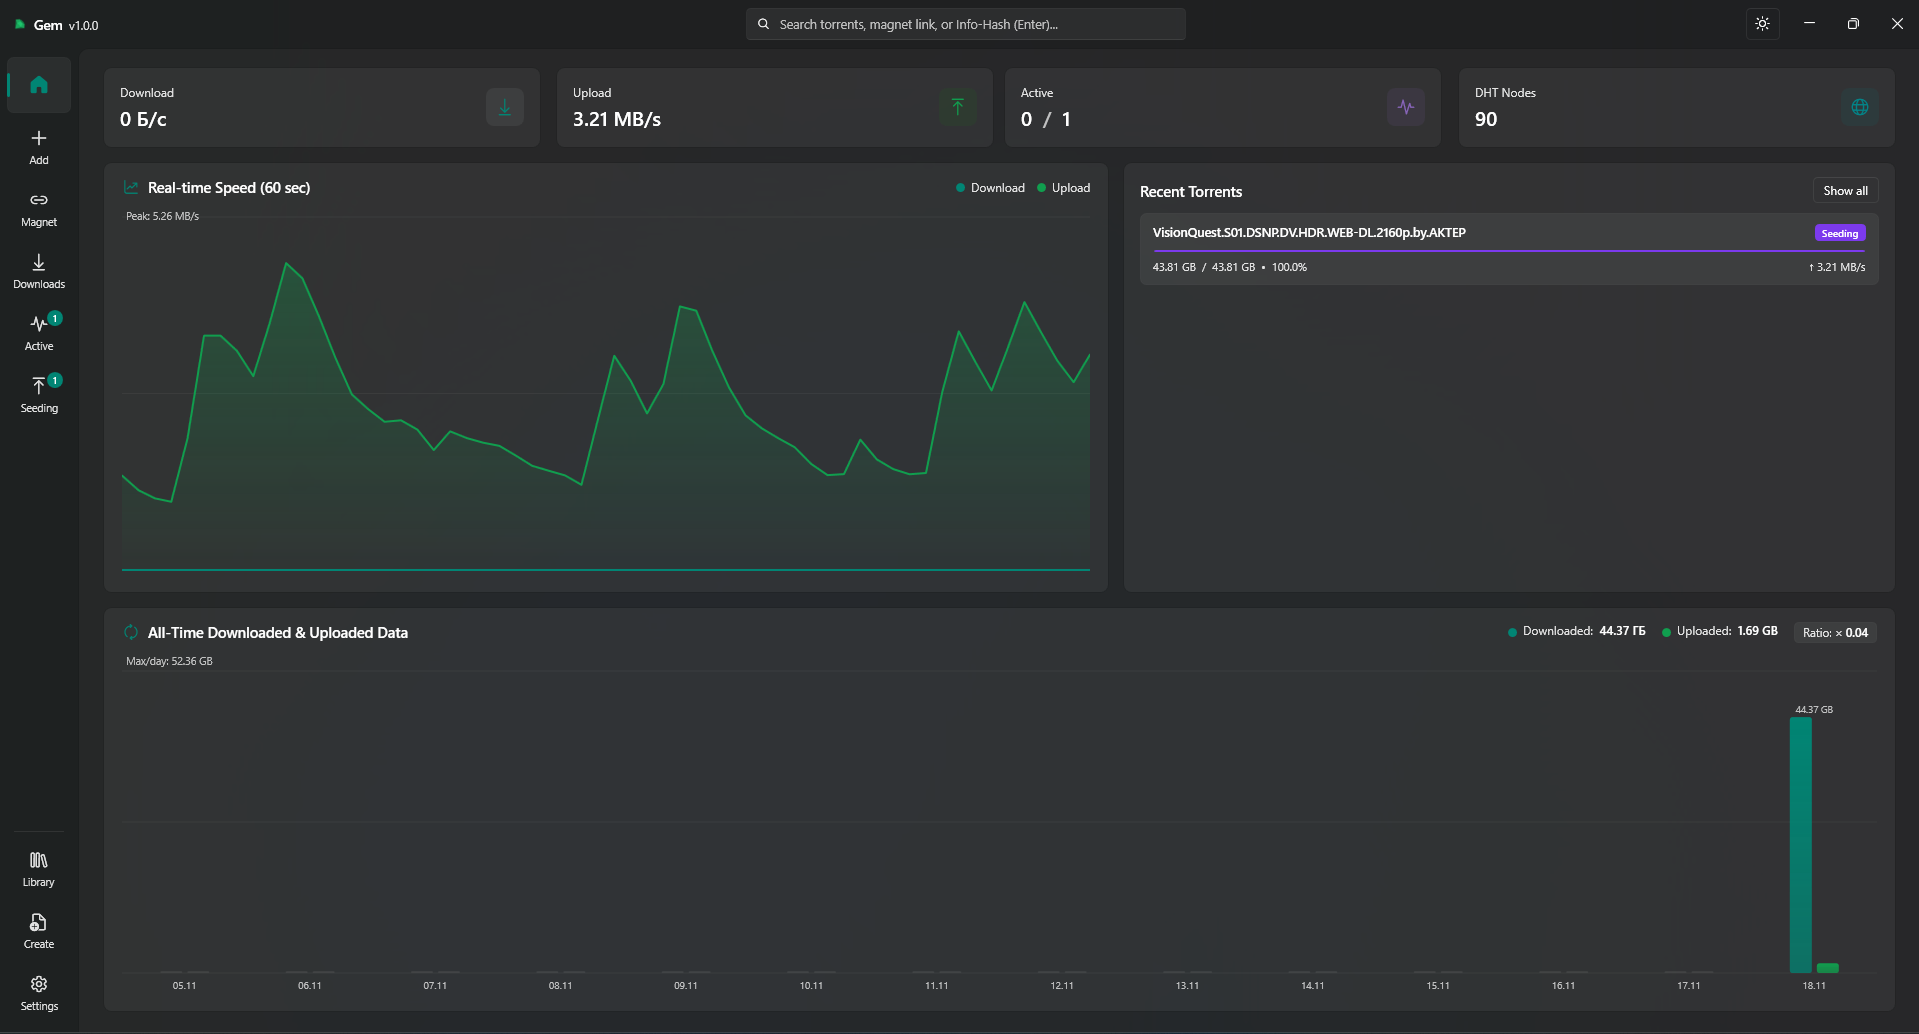 Gem v1.0.0
Search torrents, magnet link, or Info-Hash (Enter)...
Add
Magnet
Downloads
1
Active
1
Seeding
Library
Create
Settings
Download
0 Б/с
Upload
3.21 MB/s
Active
0 / 1
DHT Nodes
90
Real-time Speed (60 sec)
Download
Upload
Peak: 5.26 MB/s
Recent Torrents
Show all
VisionQuest.S01.DSNP.DV.HDR.WEB-DL.2160p.by.AKTEP
Seeding
43.81 GB / 43.81 GB • 100.0%
↑ 3.21 MB/s
All-Time Downloaded & Uploaded Data
Downloaded: 44.37 ГБ
Uploaded: 1.69 GB
Ratio: × 0.04
Max/day: 52.36 GB
44.37 GB
05.11 06.11 07.11 08.11 09.11 10.11 11.11 12.11 13.11 14.11 15.11 16.11 17.11 18.11